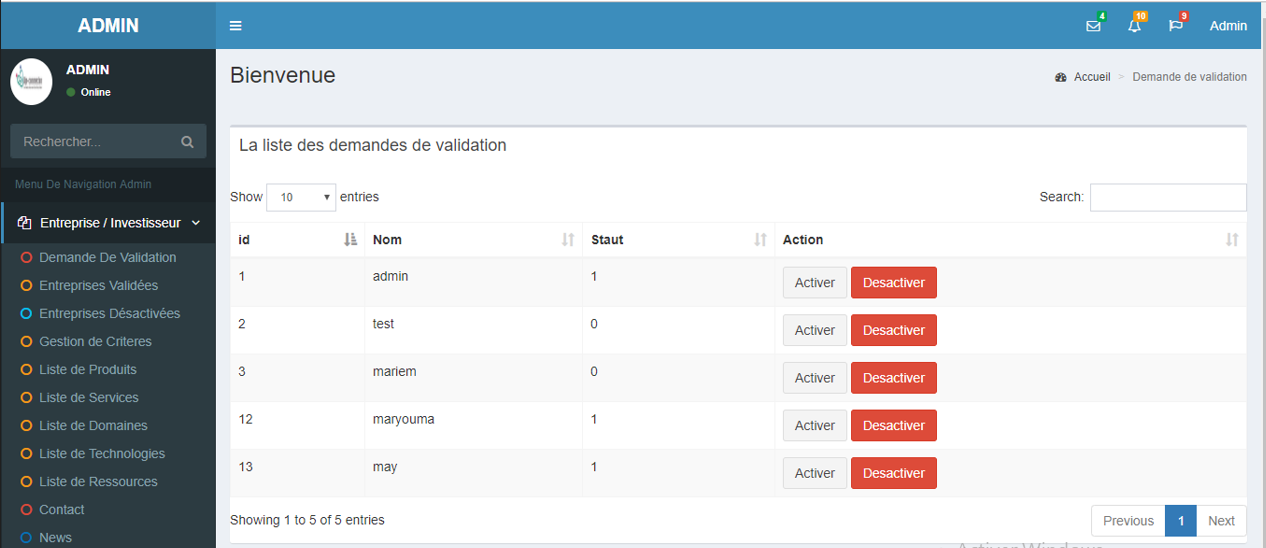 ADMIN
4 10 9 Admin
ADMIN
Online
Rechercher...
Menu De Navigation Admin
Entreprise / Investisseur
Demande De Validation
Entreprises Validées
Entreprises Désactivées
Gestion de Criteres
Liste de Produits
Liste de Services
Liste de Domaines
Liste de Technologies
Liste de Ressources
Contact
News
Bienvenue
Accueil > Demande de validation
La liste des demandes de validation
Show 10 entries Search:
id Nom Staut Action
1 admin 1 Activer Desactiver
2 test 0 Activer Desactiver
3 mariem 0 Activer Desactiver
12 maryouma 1 Activer Desactiver
13 may 1 Activer Desactiver
Showing 1 to 5 of 5 entries Previous 1 Next